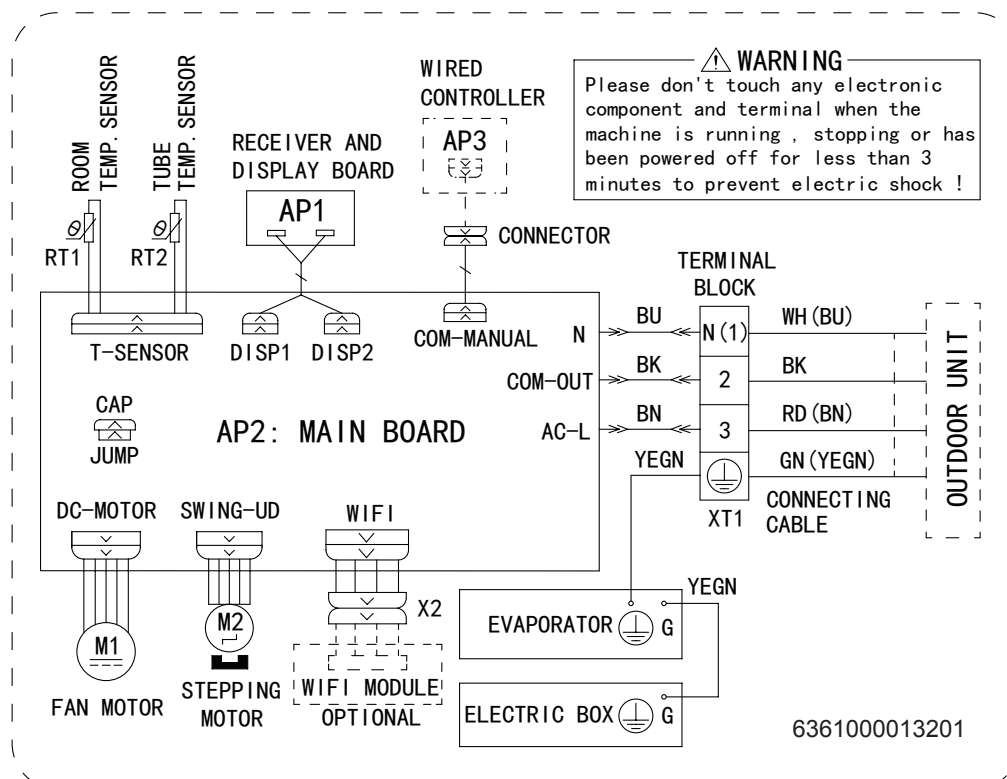 ROOM
TEMP. SENSOR
TUBE
TEMP. SENSOR
RT1
RT2
RECEIVER AND
DISPLAY BOARD
AP1
WIRED
CONTROLLER
AP3
CONNECTOR
⚠ WARNING
Please don't touch any electronic
component and terminal when the
machine is running , stopping or has
been powered off for less than 3
minutes to prevent electric shock !
TERMINAL
BLOCK
T-SENSOR
DISP1
DISP2
COM-MANUAL
N
BU
N(1)
WH(BU)
COM-OUT
BK
2
BK
AC-L
BN
3
RD(BN)
YEGN
GN(YEGN)
XT1
CONNECTING
CABLE
OUTDOOR UNIT
CAP
JUMP
AP2: MAIN BOARD
DC-MOTOR
SWING-UD
WIFI
X2
M1
FAN MOTOR
M2
STEPPING
MOTOR
WIFI MODULE
OPTIONAL
YEGN
EVAPORATOR
G
ELECTRIC BOX
G
6361000013201